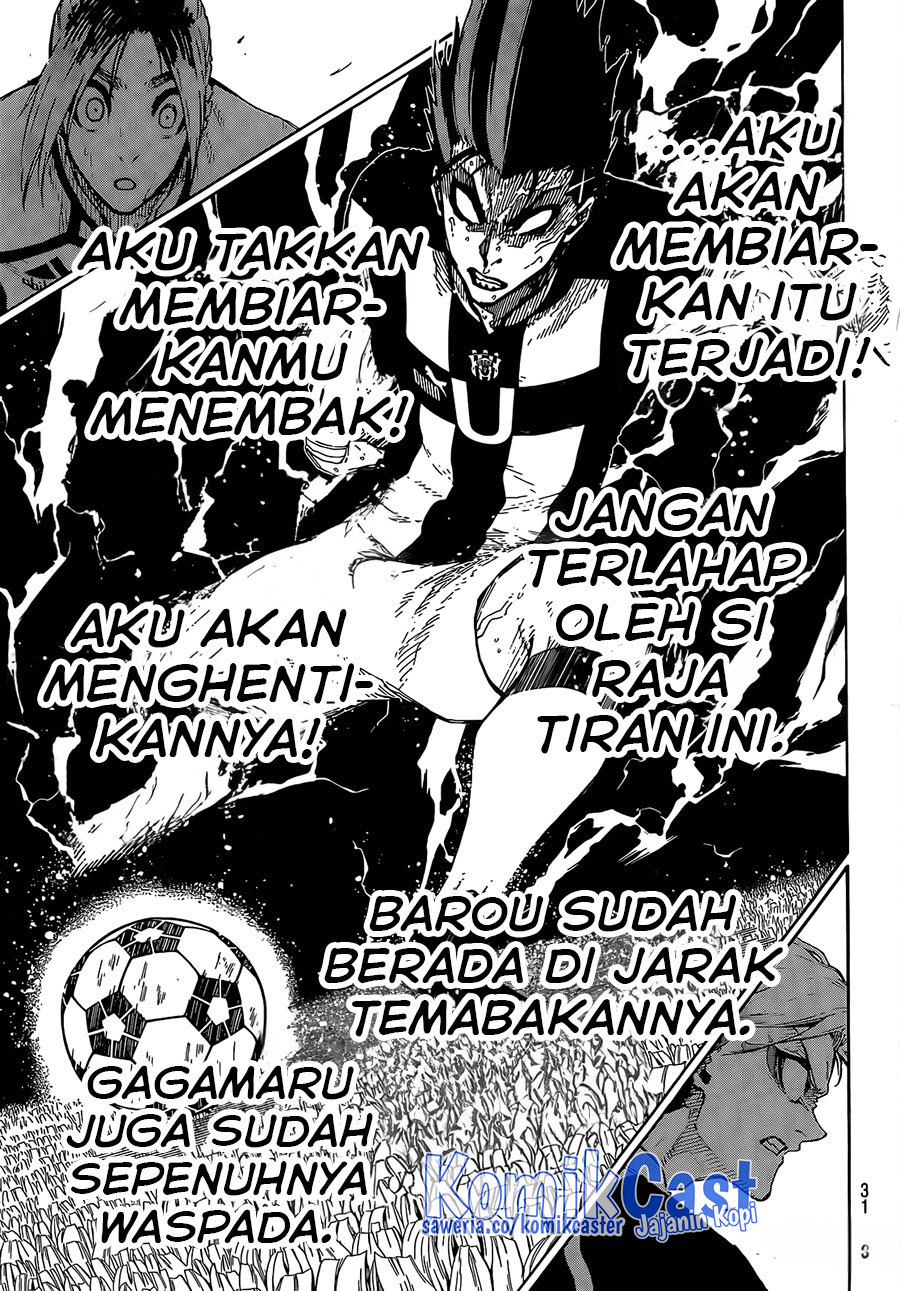 ...AKU
AKAN
MEMBIAR-
KAN ITU
TERJADI!
AKU TAKKAN
MEMBIAR-
KANMU
MENEMBAK!
JANGAN
TERLAHAP
OLEH SI
RAJA
TIRAN INI.
AKU AKAN
MENGHENTI-
KANNYA!
BAROU SUDAH
BERADA DI JARAK
TEMABAKANNYA.
GAGAMARU
JUGA SUDAH
SEPENUHNYA
WASPADA.
U
KomikCast
saweria.co/komikcaster Jajanin Kopi
31